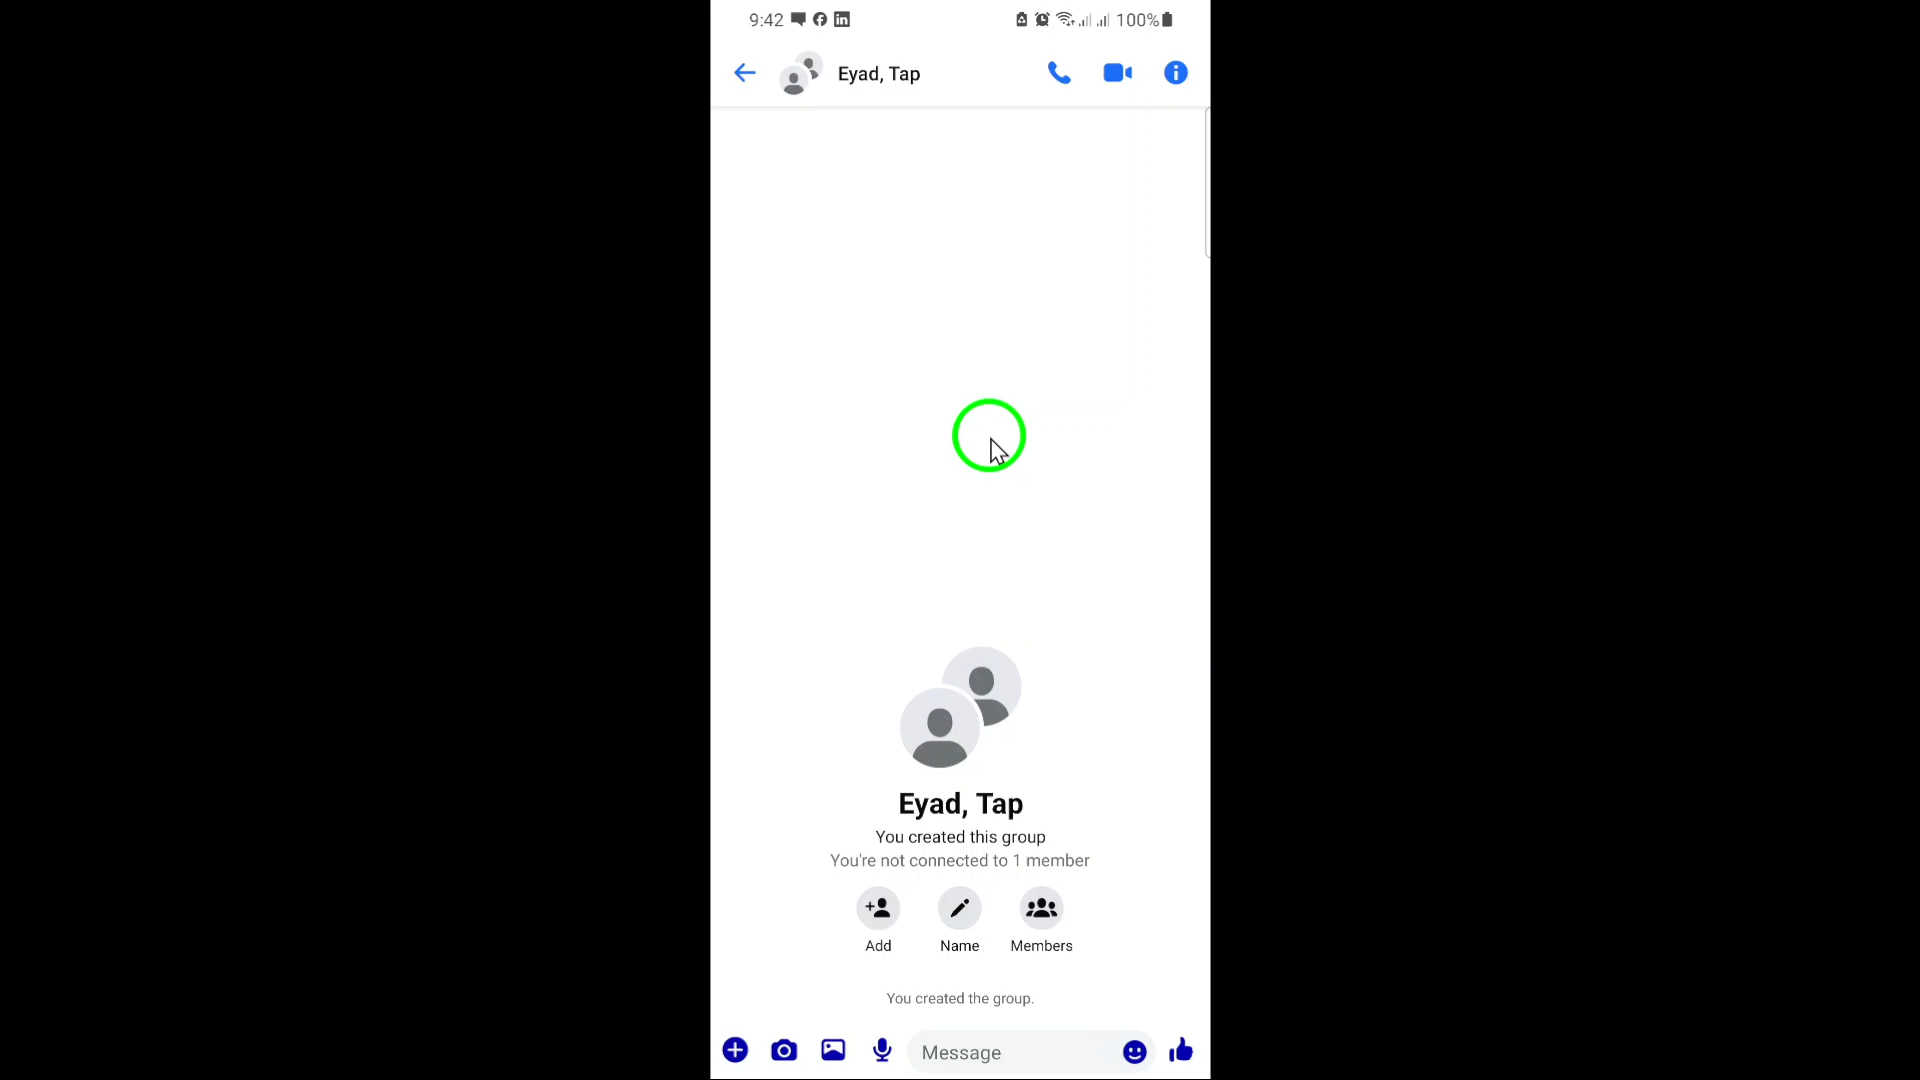 9:42
100%
Eyad, Tap
Eyad, Tap
You created this group
You're not connected to 1 member
Add
Name
Members
You created the group.
Message